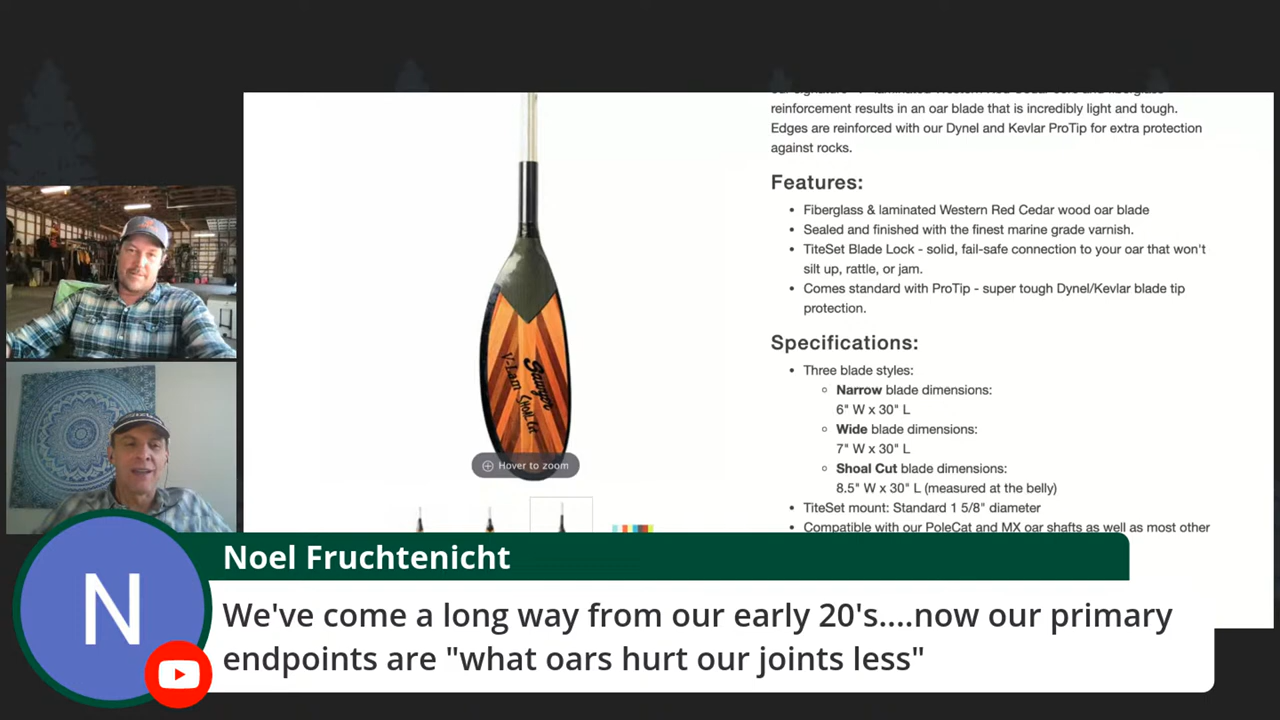 reinforcement results in an oar blade that is incredibly light and tough.
Edges are reinforced with our Dynel and Kevlar ProTip for extra protection
against rocks.
Features:
• Fiberglass & laminated Western Red Cedar wood oar blade
• Sealed and finished with the finest marine grade varnish.
• TiteSet Blade Lock - solid, fail-safe connection to your oar that won't
silt up, rattle, or jam.
• Comes standard with ProTip - super tough Dynel/Kevlar blade tip
protection.
Specifications:
• Three blade styles:
Narrow blade dimensions:
6" W x 30" L
Wide blade dimensions:
7" W x 30" L
Shoal Cut blade dimensions:
8.5" W x 30" L (measured at the belly)
• TiteSet mount: Standard 1 5/8" diameter
• Compatible with our PoleCat and MX oar shafts as well as most other
Sawyer
V-Lam Shoal Cut
Hover to zoom
N
Noel Fruchtenicht
We've come a long way from our early 20's....now our primary
endpoints are "what oars hurt our joints less"